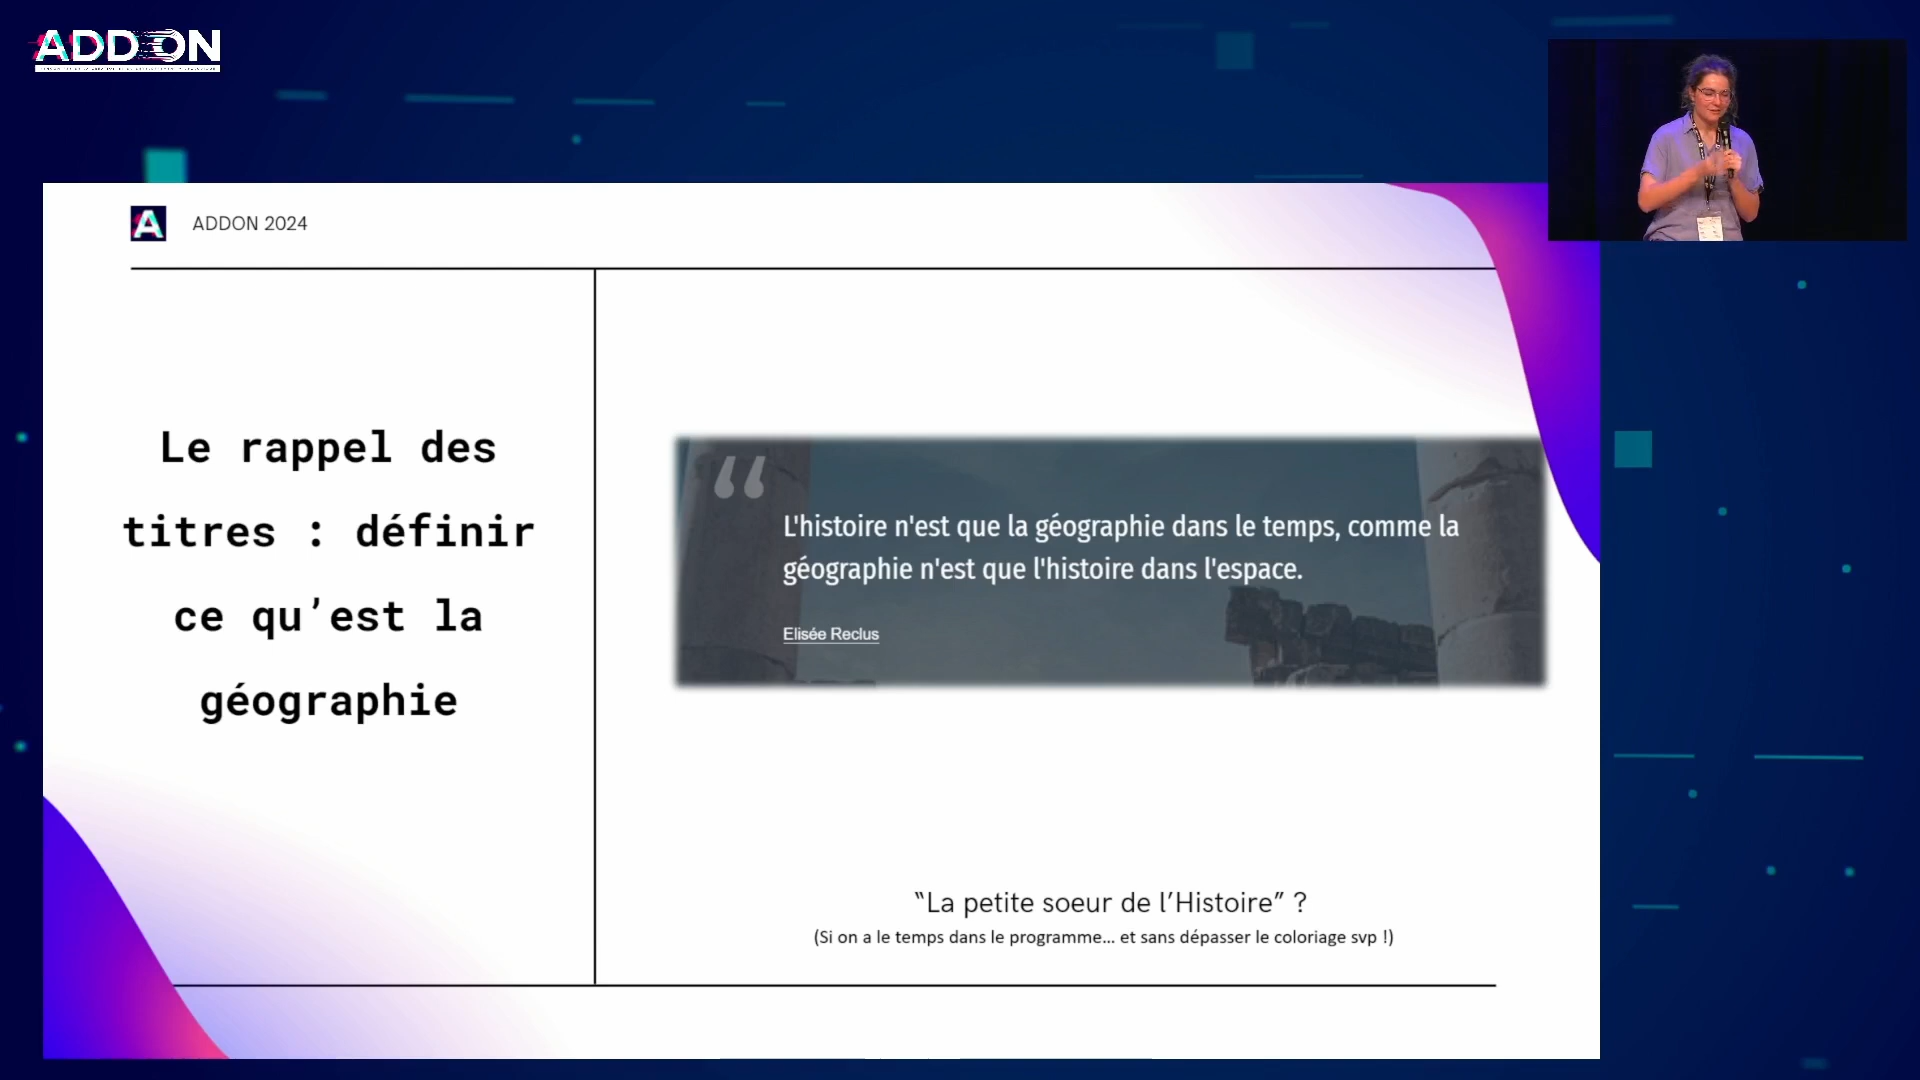 ADDON
ADDON 2024
Le rappel des
titres : définir
ce qu’est la
géographie
“
L'histoire n'est que la géographie dans le temps, comme la
géographie n'est que l'histoire dans l'espace.
Elisée Reclus
“La petite soeur de l’Histoire” ?
(Si on a le temps dans le programme... et sans dépasser le coloriage svp !)